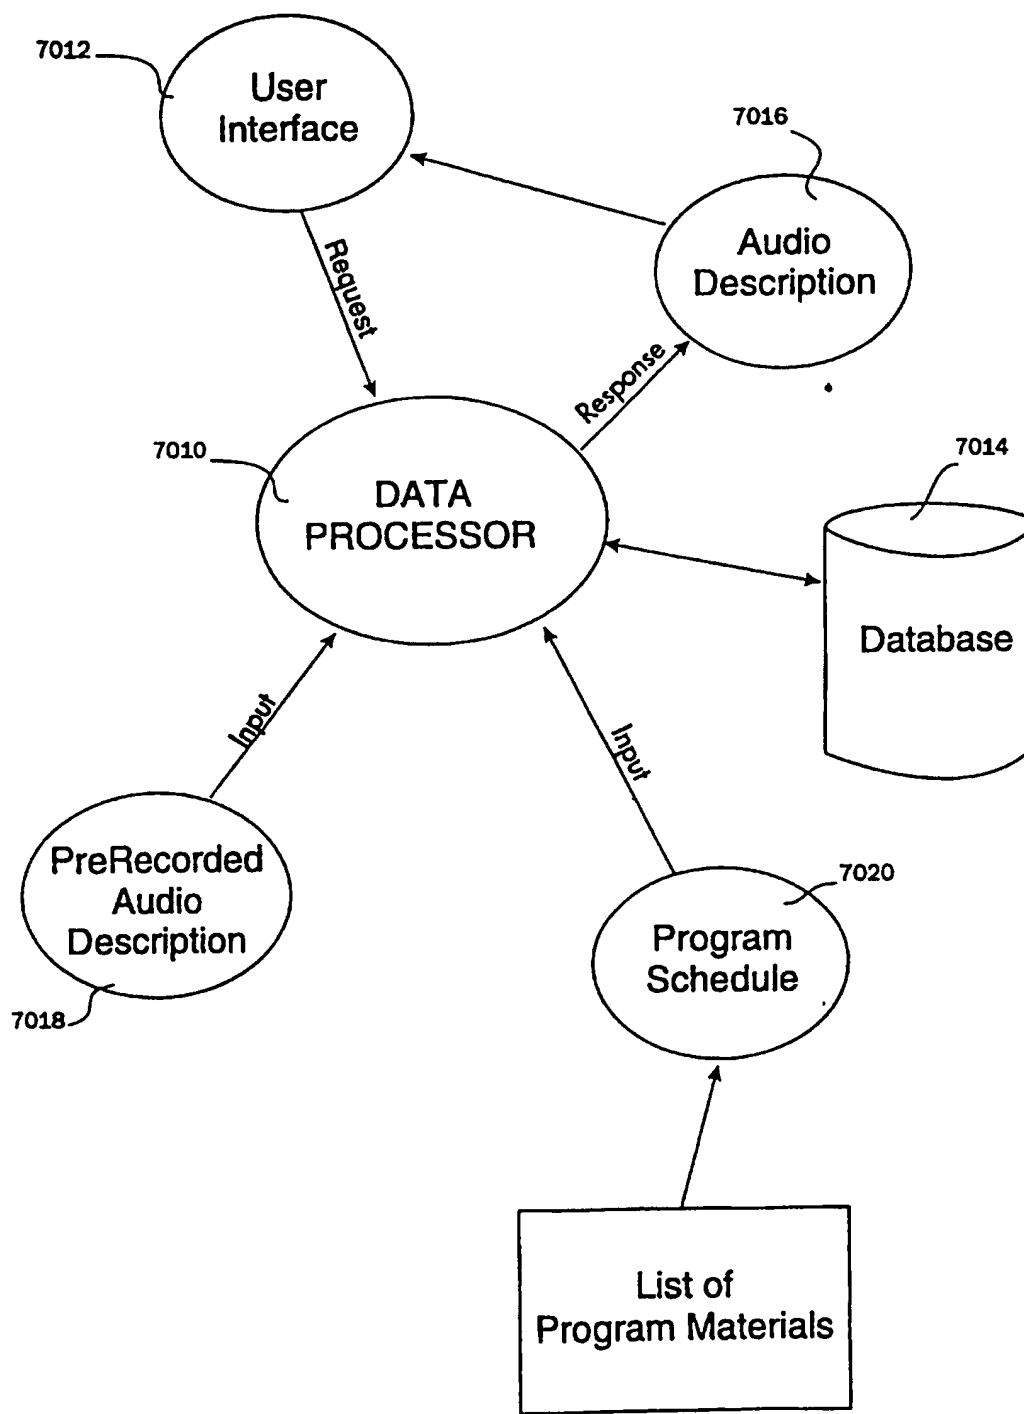 7012
User
Interface
7016
Audio
Description
Request
Response
7010
DATA
PROCESSOR
7014
Database
Input
Input
PreRecorded
Audio
Description
7018
7020
Program
Schedule
List of
Program Materials